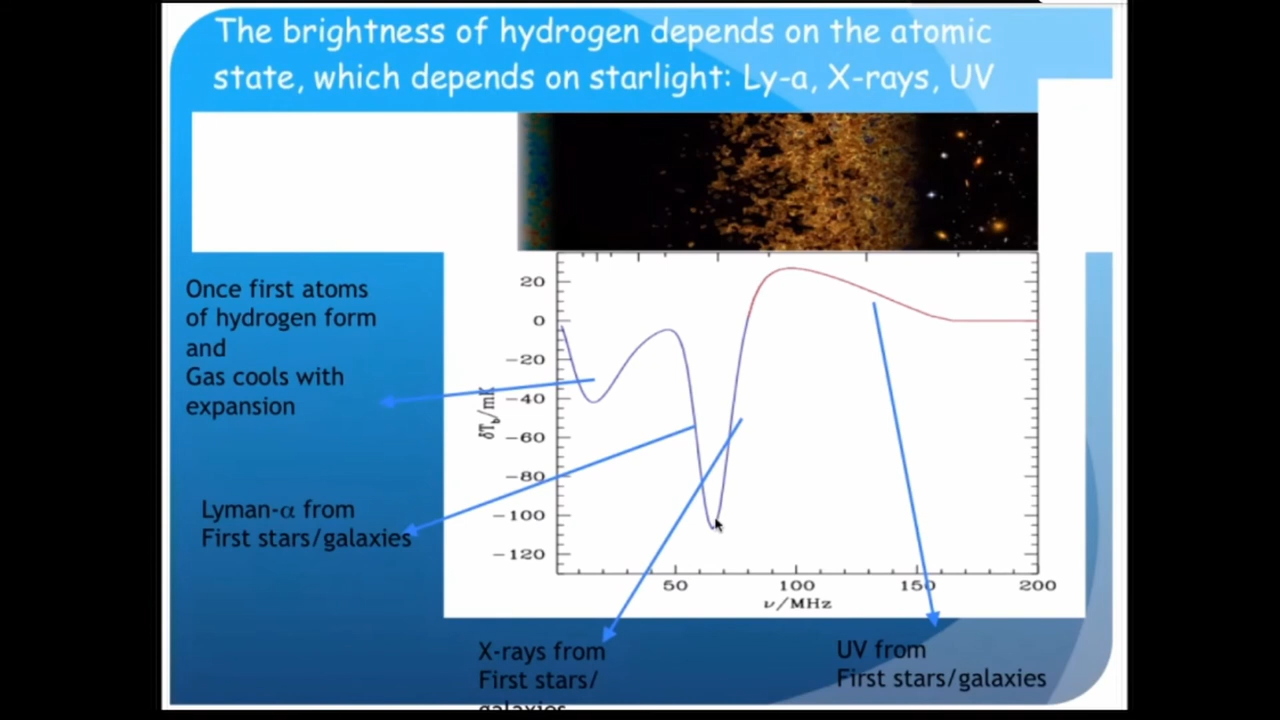 The brightness of hydrogen depends on the atomic
state, which depends on starlight: Ly-a, X-rays, UV
Once first atoms
of hydrogen form
and
Gas cools with
expansion
Lyman-α from
First stars/galaxies
20
0
-20
-40
-60
-80
-100
-120
δT_b/mK
50
100
150
200
ν/MHz
X-rays from
First stars/
galaxies
UV from
First stars/galaxies